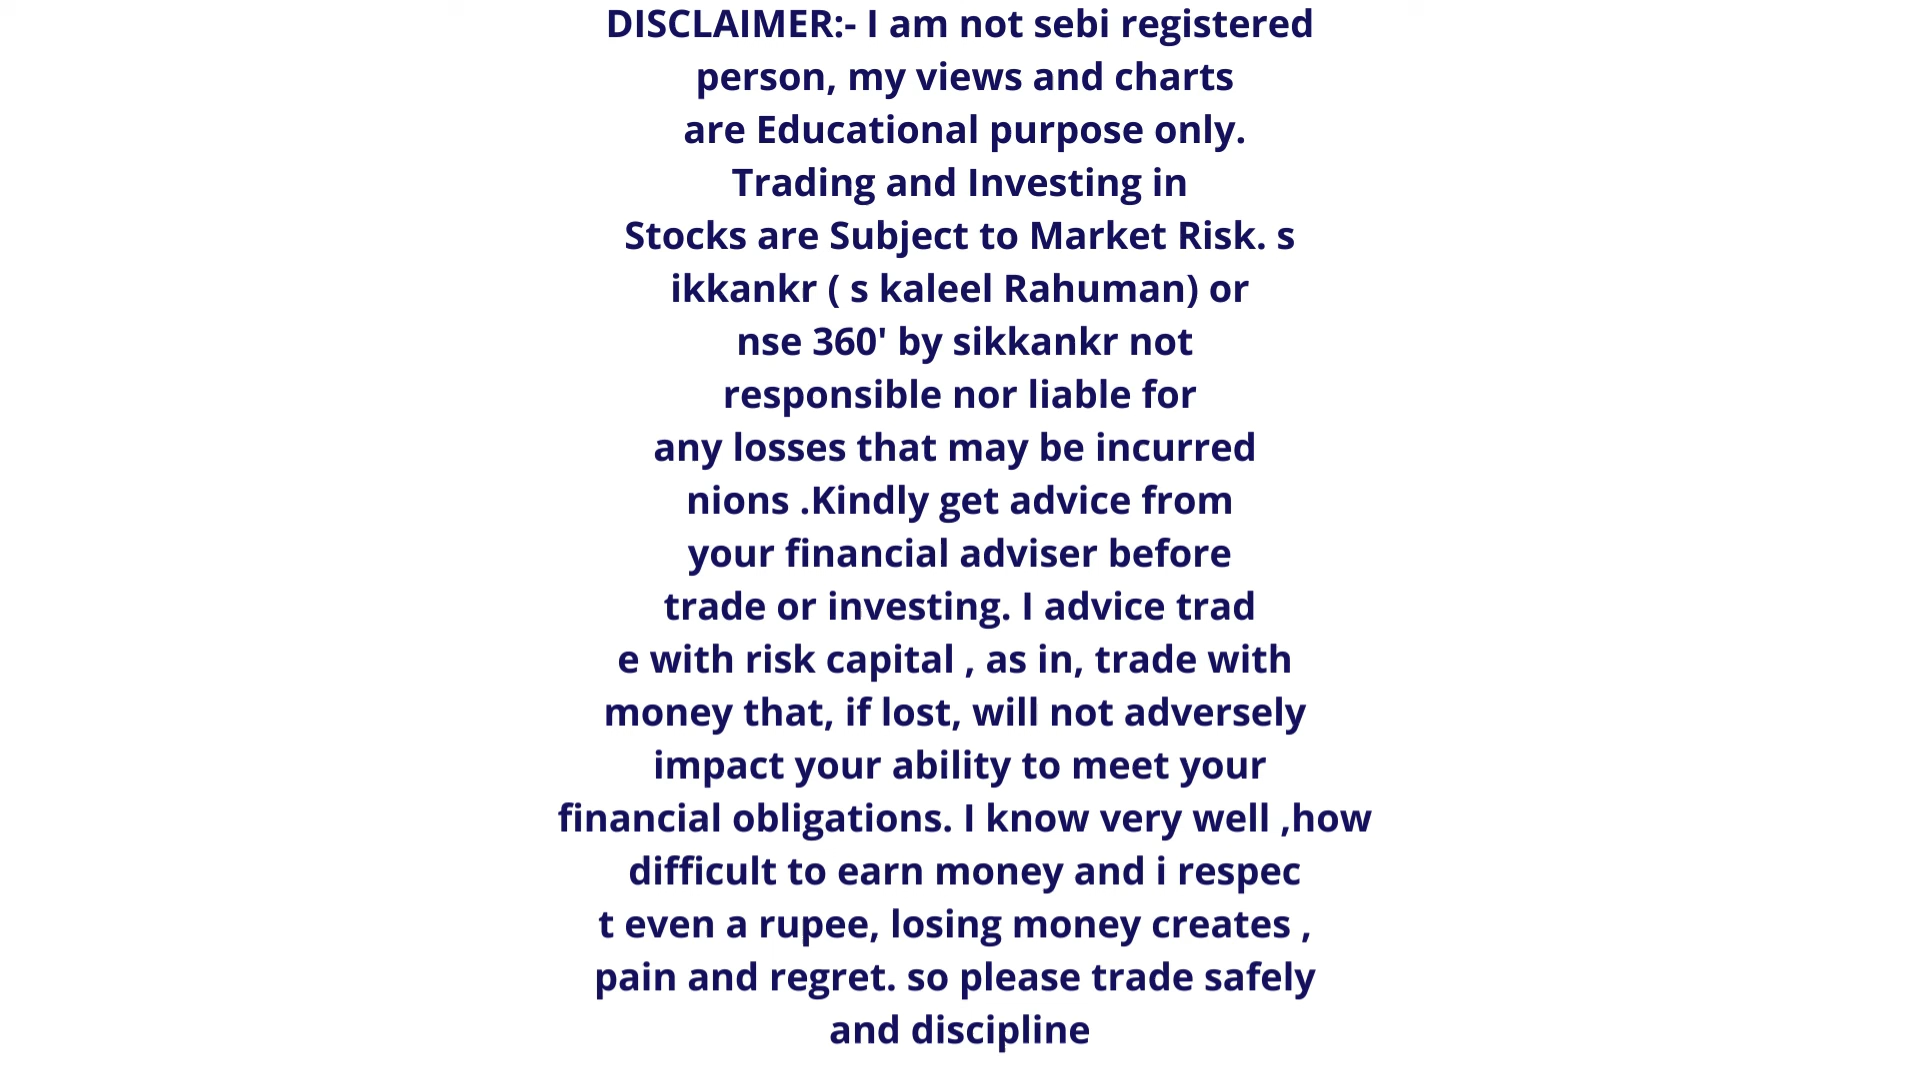 DISCLAIMER:- I am not sebi registered
person, my views and charts
are Educational purpose only.
Trading and Investing in
Stocks are Subject to Market Risk. s
ikkankr ( s kaleel Rahuman) or
nse 360' by sikkankr not
responsible nor liable for
any losses that may be incurred
nions .Kindly get advice from
your financial adviser before
trade or investing. I advice trad
e with risk capital , as in, trade with
money that, if lost, will not adversely
impact your ability to meet your
financial obligations. I know very well ,how
difficult to earn money and i respec
t even a rupee, losing money creates ,
pain and regret. so please trade safely
and discipline